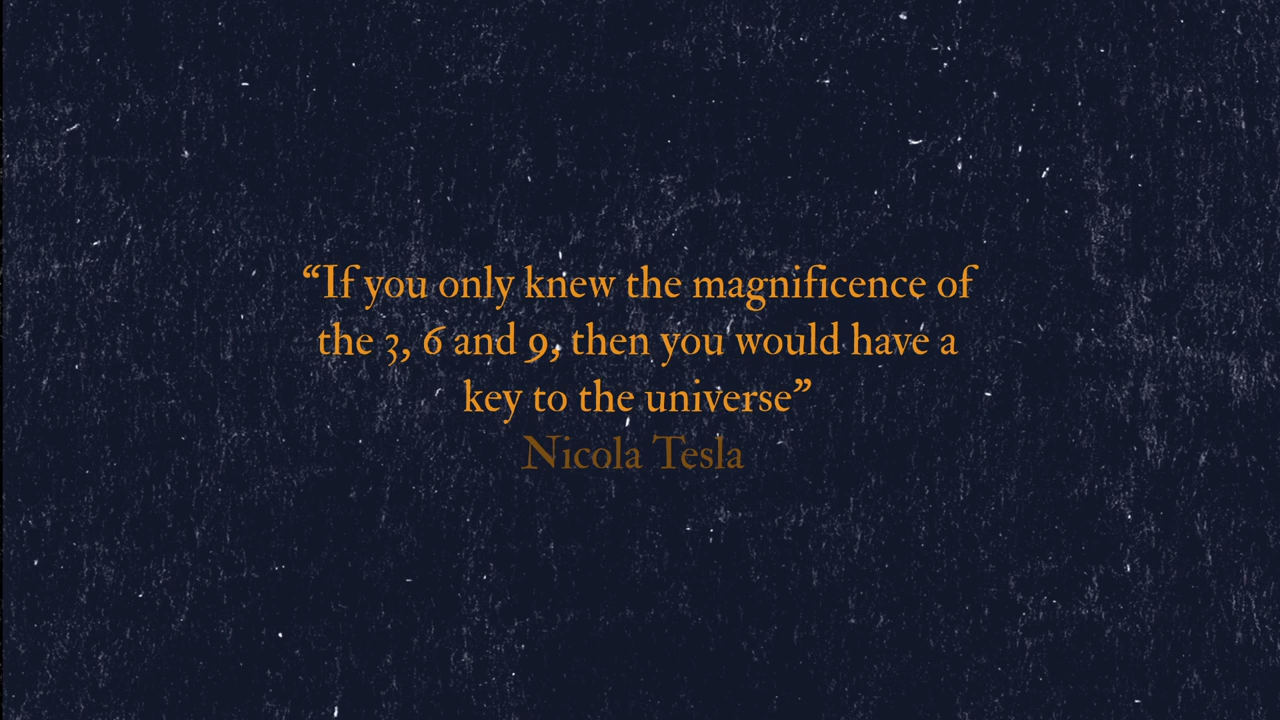 “If you only knew the magnificence of
the 3, 6 and 9, then you would have a
key to the universe”
Nicola Tesla